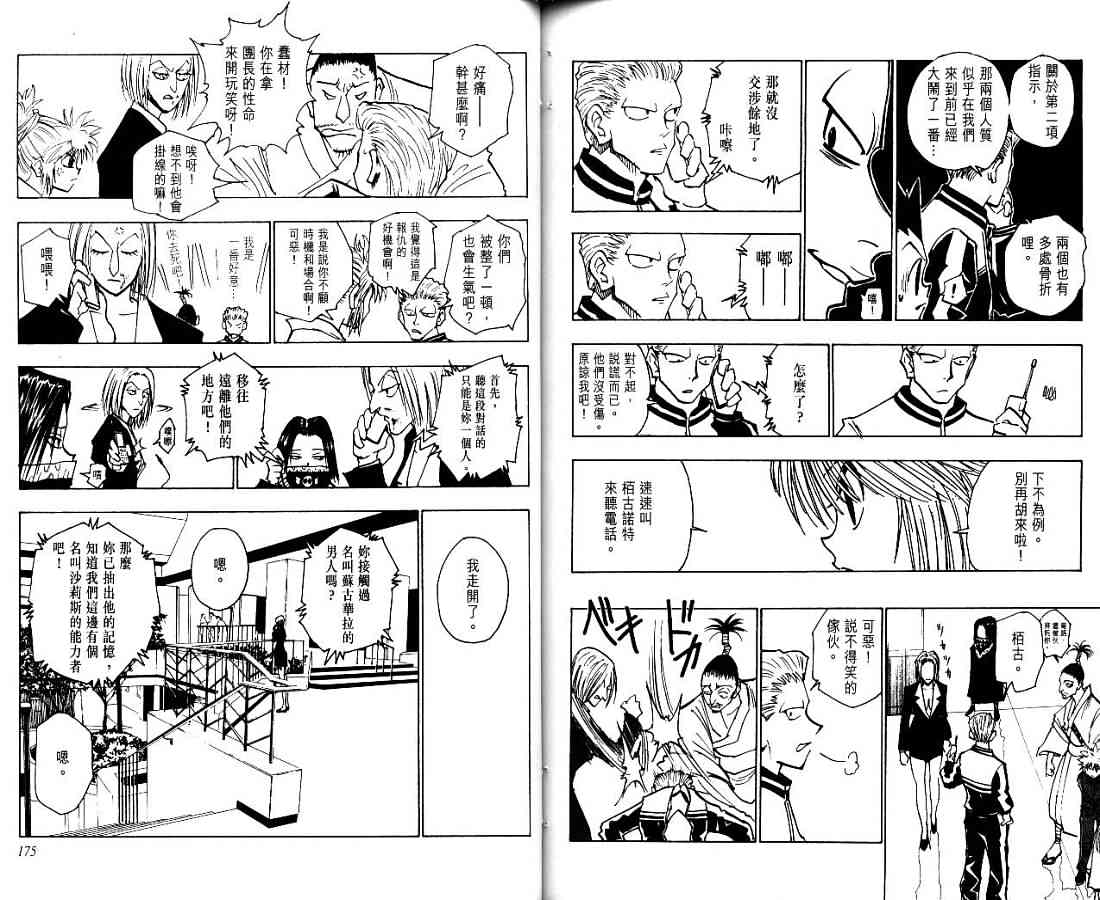 關於第二項
指示，
那兩個人質
似乎在我們
來到前已經
大鬧了一番…
兩個也有
多處骨折
哩。
嘻！
那就沒
交涉餘地了。
咔嚓
嘟
嘟
怎麼了？
對不起，
說謊而已。
他們沒受傷。
原諒我吧！
下不為例。
別再胡來啦！
速速叫
栢古諾特
來聽電話。
栢古。
可惡！
說不得笑的
傢伙。
ベキ
ベキ
好痛——
幹甚麼啊？
蠢材！
你在拿
團長的性命
來開玩笑呀！
唉呀！
想不到他會
掛線的嘛！
你們
被整了一頓，
也會生氣吧？
我覺得這是
報仇的
好機會啊！
我是說你不顧
時機和場合啊！
可惡！
我是
一番好意…
你去死吧
喂喂，
首先，
聽這段對話的
只能是妳一個人。
移往
遠離他們的
地方吧！
嘻
我走開了。
妳接觸過
名叫蘇古華拉的
男人嗎？
嗯。
那麼
妳已抽出他的記憶，
知道我們這邊有個
名叫沙莉斯的能力者
吧！
嗯。
175